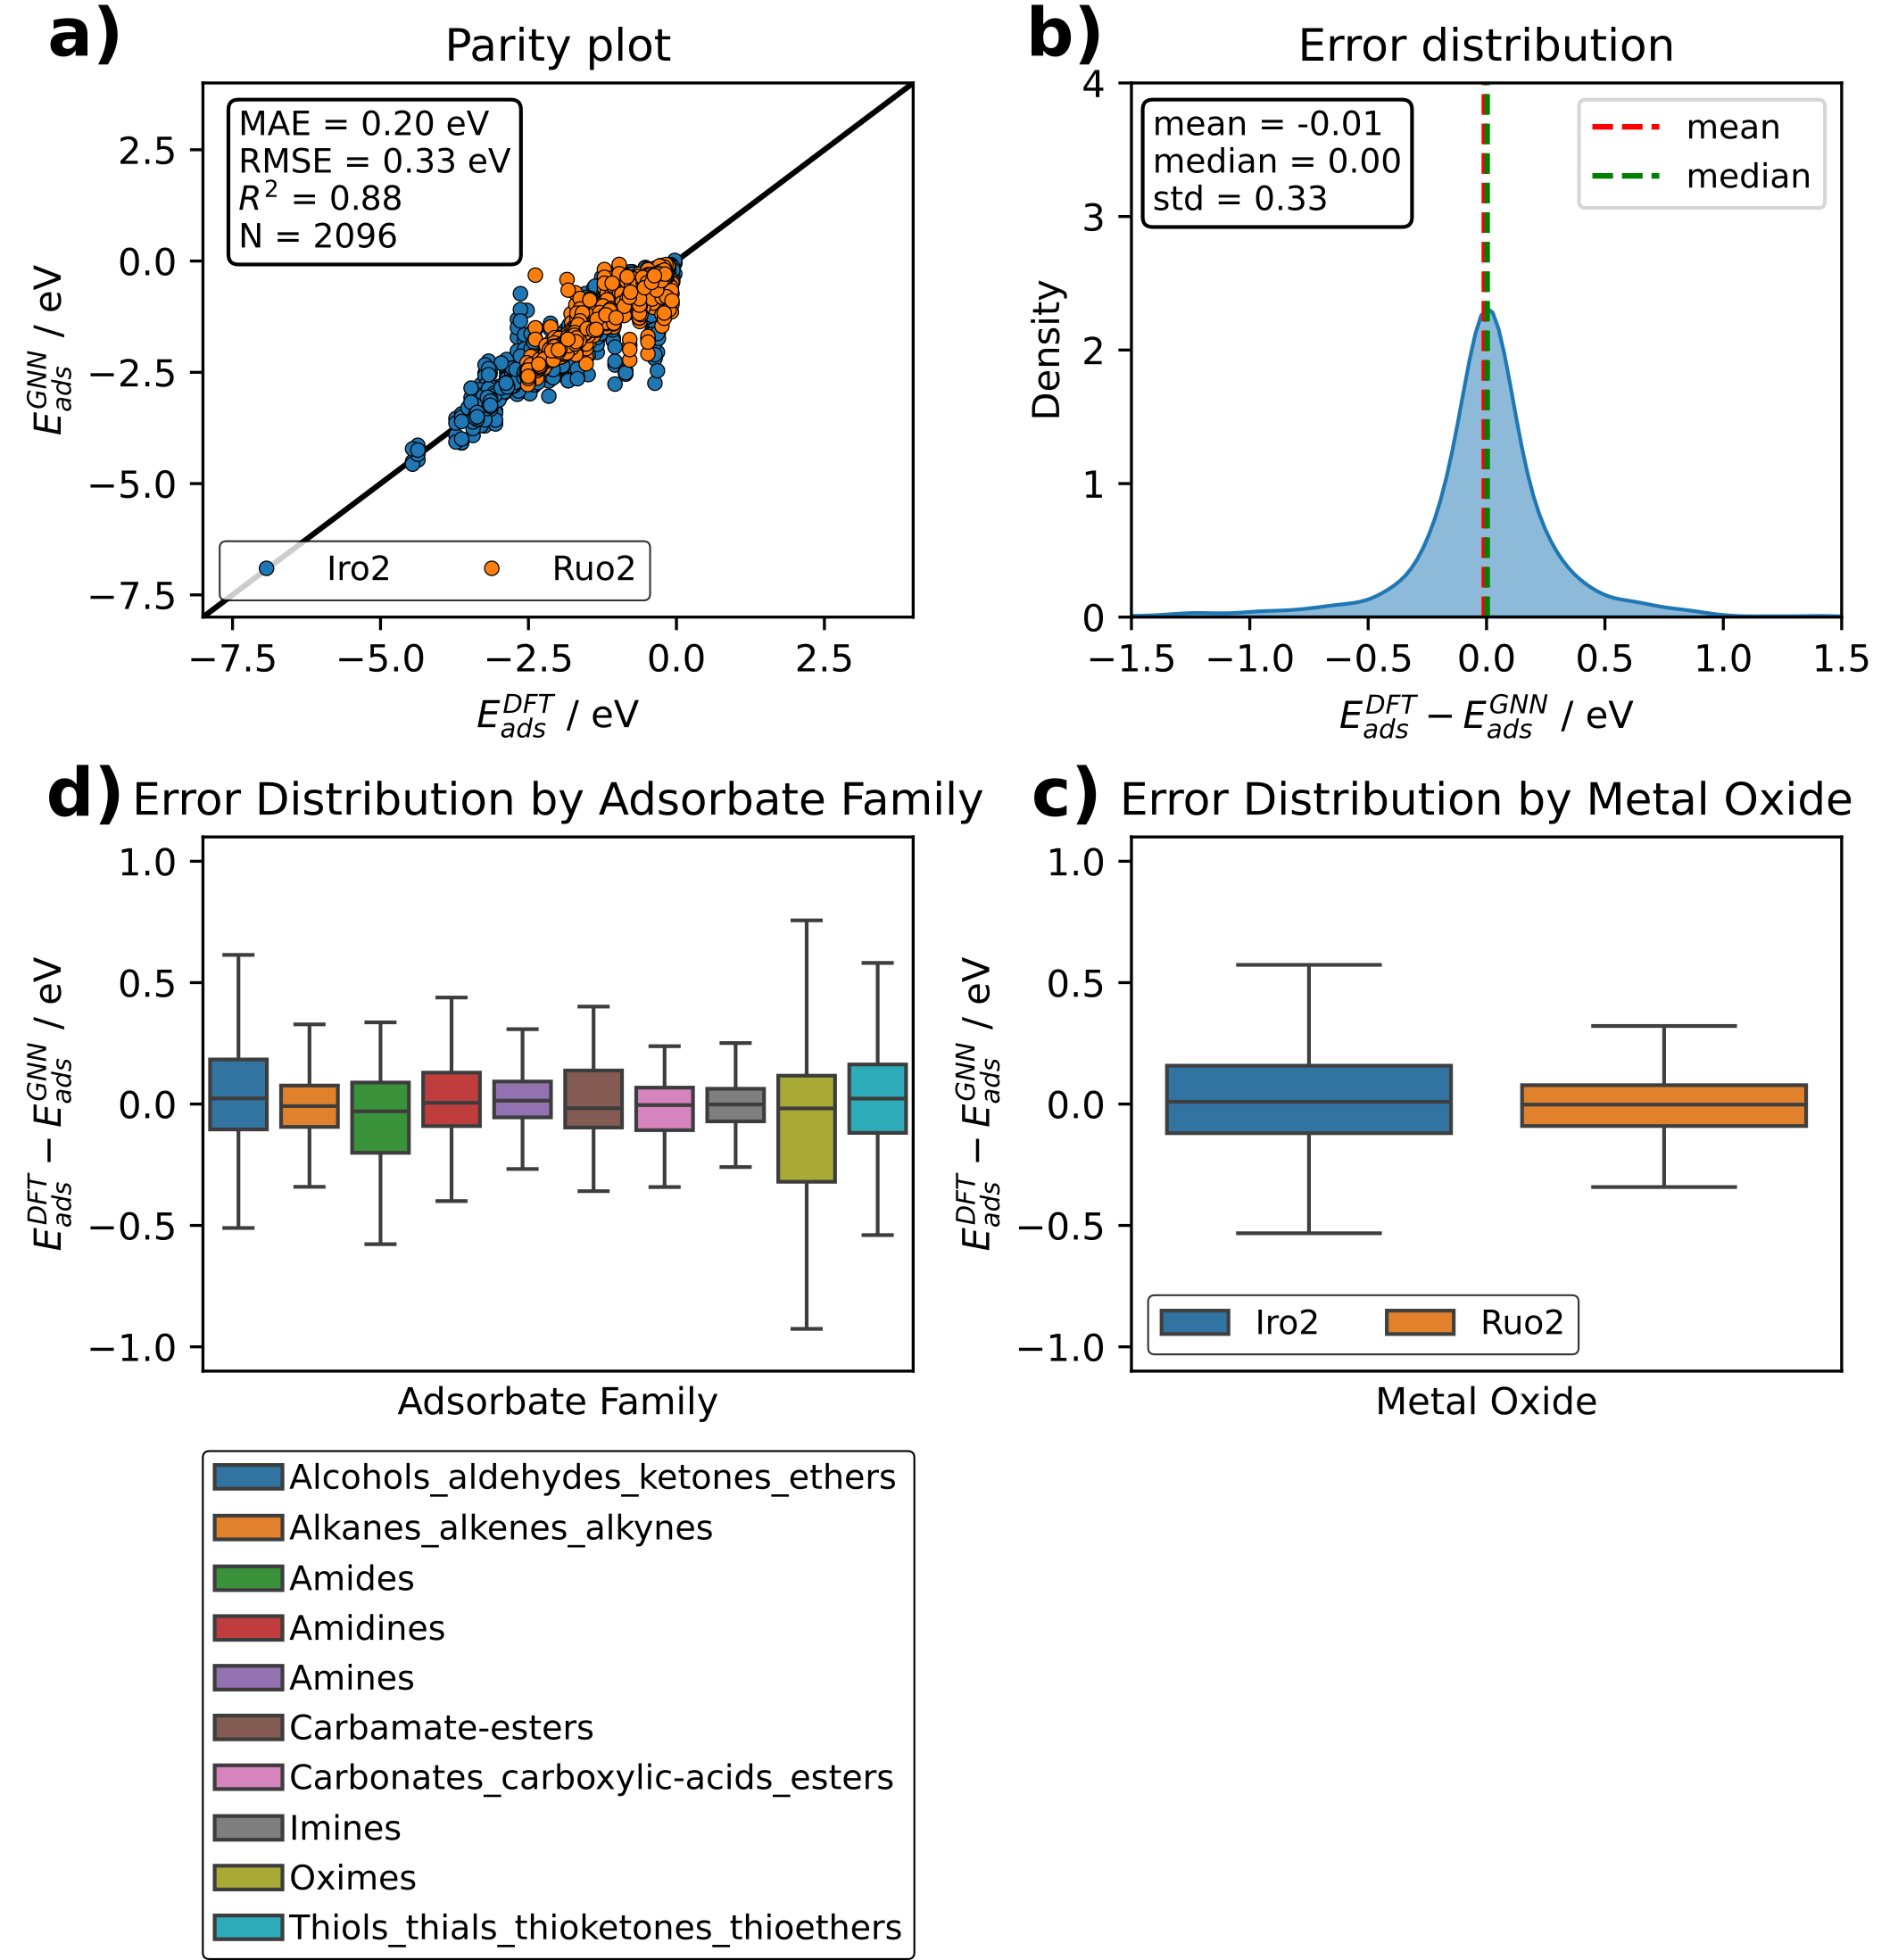 a)
Parity plot
MAE = 0.20 eV
RMSE = 0.33 eV
R² = 0.88
N = 2096
2.5
0.0
−2.5
−5.0
−7.5
E_ads^GNN / eV
Iro2
Ruo2
−7.5 −5.0 −2.5 0.0 2.5
E_ads^DFT / eV
b)
Error distribution
mean = -0.01
median = 0.00
std = 0.33
mean
median
4
3
2
1
0
Density
−1.5 −1.0 −0.5 0.0 0.5 1.0 1.5
E_ads^DFT − E_ads^GNN / eV
d) Error Distribution by Adsorbate Family
1.0
0.5
0.0
−0.5
−1.0
E_ads^DFT − E_ads^GNN / eV
Adsorbate Family
Alcohols_aldehydes_ketones_ethers
Alkanes_alkenes_alkynes
Amides
Amidines
Amines
Carbamate-esters
Carbonates_carboxylic-acids_esters
Imines
Oximes
Thiols_thials_thioketones_thioethers
c) Error Distribution by Metal Oxide
1.0
0.5
0.0
−0.5
−1.0
E_ads^DFT − E_ads^GNN / eV
Iro2
Ruo2
Metal Oxide